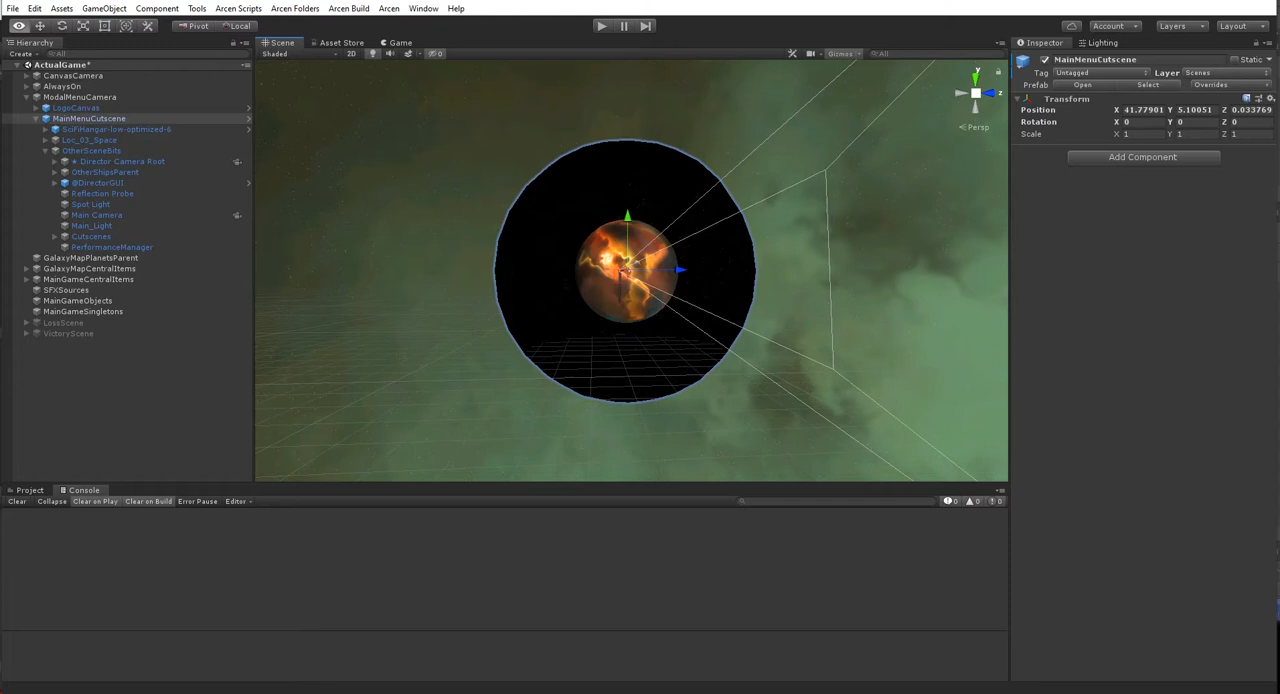 File Edit Assets GameObject Component Tools Arcen Scripts Arcen Folders Arcen Build Arcen Window Help
Pivot Local Account Layers Layout
Hierarchy Scene Asset Store Game Inspector Lighting
Create All Shaded 2D 0 Gizmos All
ActualGame*
CanvasCamera
AlwaysOn
ModalMenuCamera
LogoCanvas
MainMenuCutscene
SciFiHangar-low-optimized-6
Loc_03_Space
OtherSceneBits
Director Camera Root
OtherShipsParent
@DirectorGUI
Reflection Probe
Spot Light
Main Camera
Main_Light
Cutscenes
PerformanceManager
GalaxyMapPlanetsParent
GalaxyMapCentralItems
MainGameCentralItems
SFXSources
MainGameObjects
MainGameSingletons
LossScene
VictoryScene
y
z
Persp
MainMenuCutscene Static
Tag Untagged Layer Scenes
Prefab Open Select Overrides
Transform
Position X 41.77901 Y 5.10051 Z 0.033769
Rotation X 0 Y 0 Z 0
Scale X 1 Y 1 Z 1
Add Component
Project Console
Clear Collapse Clear on Play Clear on Build Error Pause Editor 0 0 0